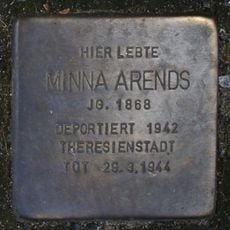 HIER LEBTE
MINNA ARENDS
JG. 1868
DEPORTIERT 1942
THERESIENSTADT
TOT 29.3.1944